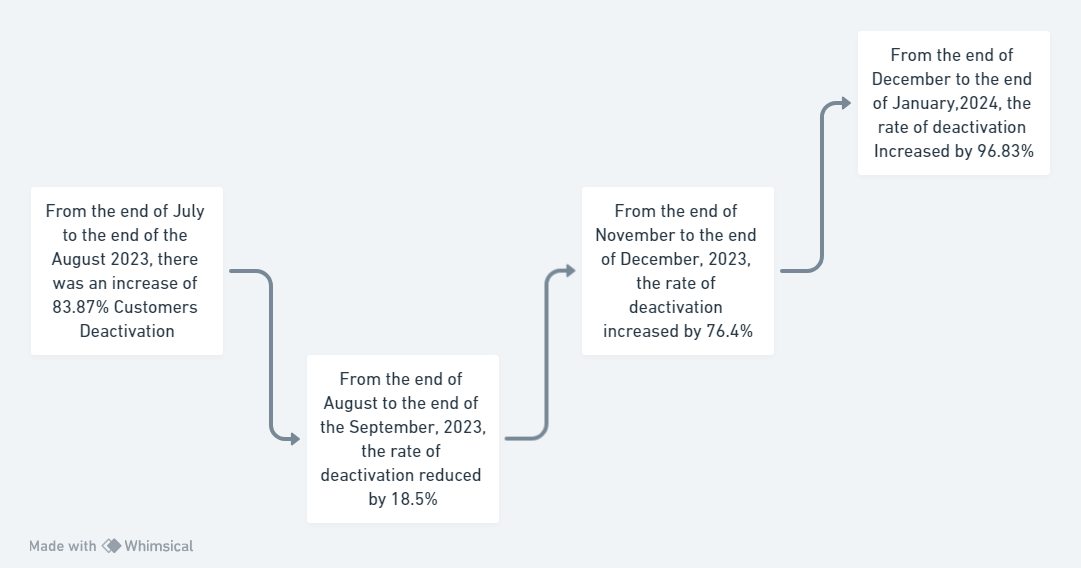 From the end of July
to the end of the
August 2023, there
was an increase of
83.87% Customers
Deactivation
From the end of
August to the end of
the September, 2023,
the rate of
deactivation reduced
by 18.5%
From the end of
November to the end
of December, 2023,
the rate of
deactivation
increased by 76.4%
From the end of
December to the end
of January,2024, the
rate of deactivation
Increased by 96.83%
Made with Whimsical